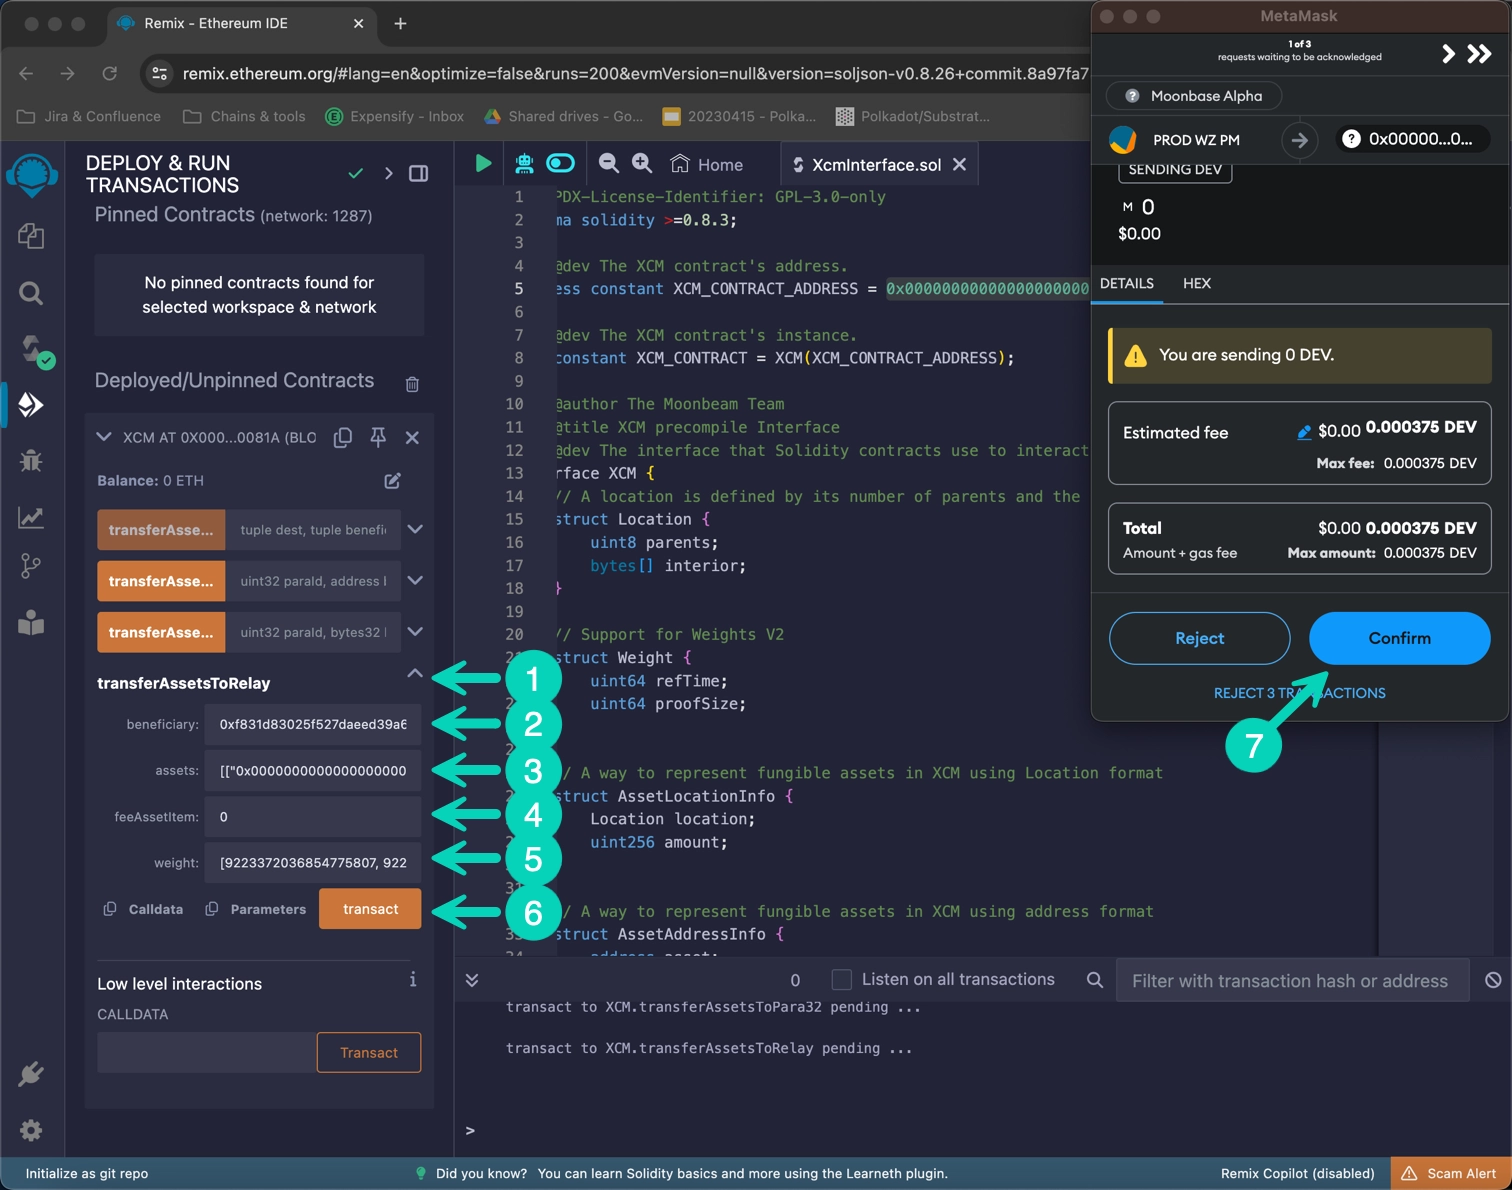 Remix - Ethereum IDE
remix.ethereum.org/#lang=en&optimize=false&runs=200&evmVersion=null&version=soljson-v0.8.26+commit.8a97fa7
Jira & Confluence
Chains & tools
Expensify - Inbox
Shared drives - Go...
20230415 - Polka...
Polkadot/Substrat...
DEPLOY & RUN
TRANSACTIONS
Pinned Contracts (network: 1287)
No pinned contracts found for
selected workspace & network
Deployed/Unpinned Contracts
XCM AT 0X000...0081A (BLO
Balance: 0 ETH
transferAsse...
tuple dest, tuple benefi
transferAsse...
uint32 paraId, address
transferAsse...
uint32 paraId, bytes32
transferAssetsToRelay
1
beneficiary:
0xf831d83025f527daeed39a6
2
assets:
[["0x0000000000000000000
3
feeAssetItem:
0
4
weight:
[9223372036854775807, 922
5
Calldata
Parameters
transact
6
Low level interactions
i
CALLDATA
Transact
Home
XcmInterface.sol
1 PDX-License-Identifier: GPL-3.0-only
2 ma solidity >=0.8.3;
3
4 @dev The XCM contract's address.
5 ess constant XCM_CONTRACT_ADDRESS = 0x00000000000000000000
6
7 @dev The XCM contract's instance.
8 constant XCM_CONTRACT = XCM(XCM_CONTRACT_ADDRESS);
9
10 @author The Moonbeam Team
11 @title XCM precompile Interface
12 @dev The interface that Solidity contracts use to interact
13 rface XCM {
14 // A location is defined by its number of parents and the
15 struct Location {
16 uint8 parents;
17 bytes[] interior;
18 }
19
20 // Support for Weights V2
struct Weight {
uint64 refTime;
uint64 proofSize;
/ A way to represent fungible assets in XCM using Location format
struct AssetLocationInfo {
Location location;
uint256 amount;
/ A way to represent fungible assets in XCM using address format
struct AssetAddressInfo {
address asset;
0
Listen on all transactions
Filter with transaction hash or address
transact to XCM.transferAssetsToPara32 pending ...
transact to XCM.transferAssetsToRelay pending ...
>
MetaMask
1 of 3
requests waiting to be acknowledged
Moonbase Alpha
PROD WZ PM
0x00000...0...
SENDING DEV
M 0
$0.00
DETAILS
HEX
You are sending 0 DEV.
Estimated fee
$0.00 0.000375 DEV
Max fee: 0.000375 DEV
Total
$0.00 0.000375 DEV
Amount + gas fee
Max amount: 0.000375 DEV
Reject
Confirm
REJECT 3 TRANSACTIONS
7
Initialize as git repo
Did you know? You can learn Solidity basics and more using the Learneth plugin.
Remix Copilot (disabled)
Scam Alert